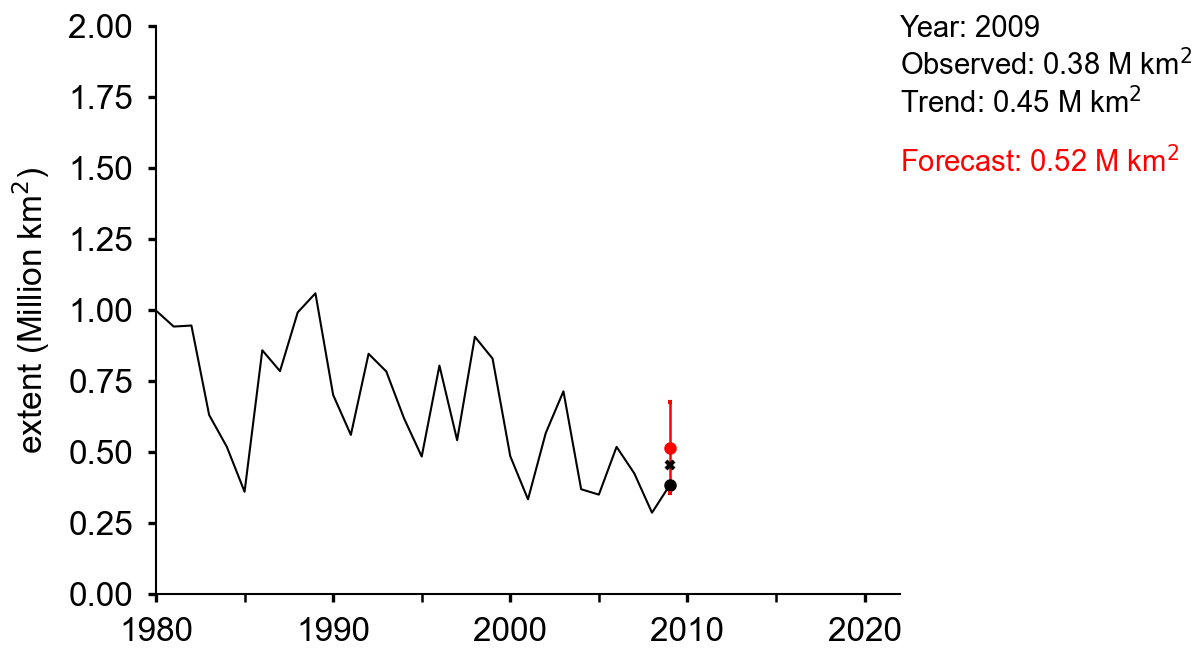 2.00
1.75
1.50
1.25
1.00
0.75
0.50
0.25
0.00
extent (Million km²)
1980
1990
2000
2010
2020
Year: 2009
Observed: 0.38 M km²
Trend: 0.45 M km²
Forecast: 0.52 M km²